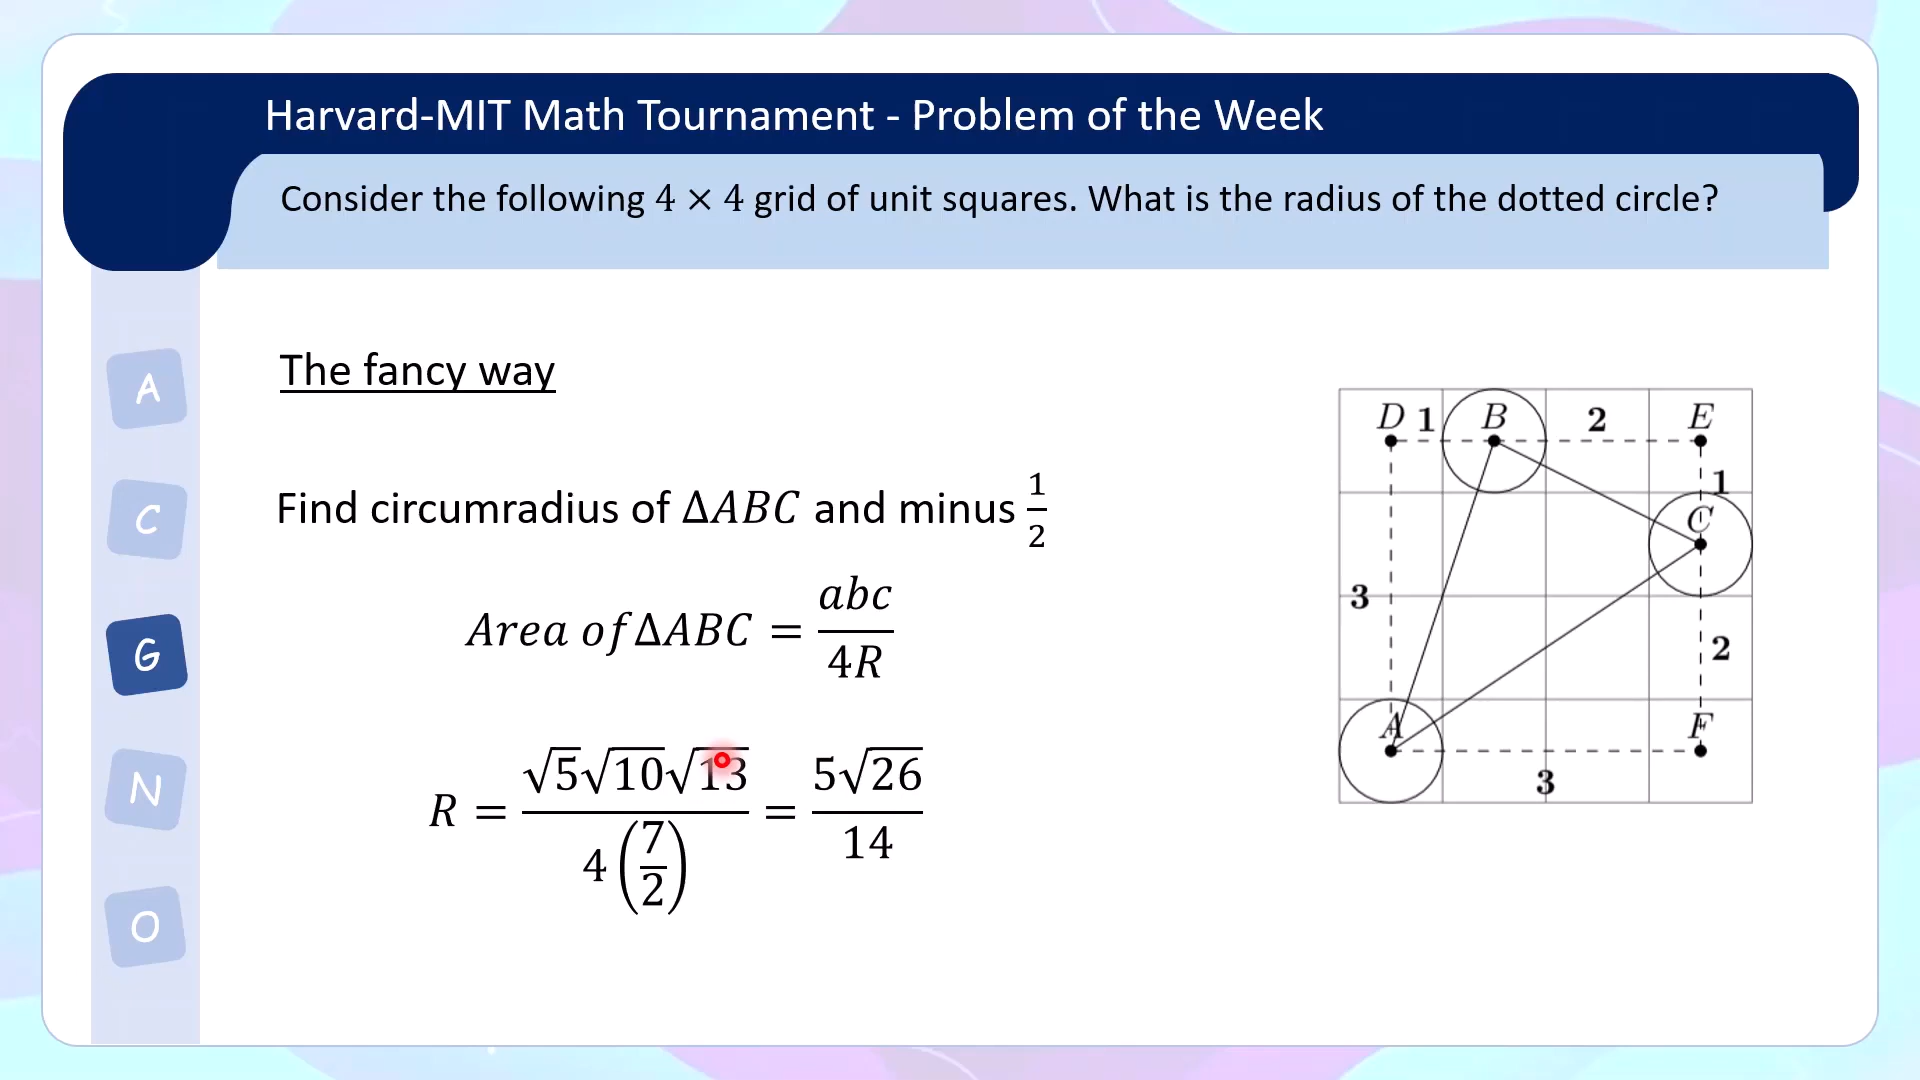 Harvard-MIT Math Tournament - Problem of the Week
Consider the following 4 × 4 grid of unit squares. What is the radius of the dotted circle?
The fancy way
Find circumradius of ΔABC and minus 1/2
Area of ΔABC = abc/4R
R = √5√10√13/4(7/2) = 5√26/14
A
C
G
N
O
D 1 B 2 E
1
C
3
2
A F
3